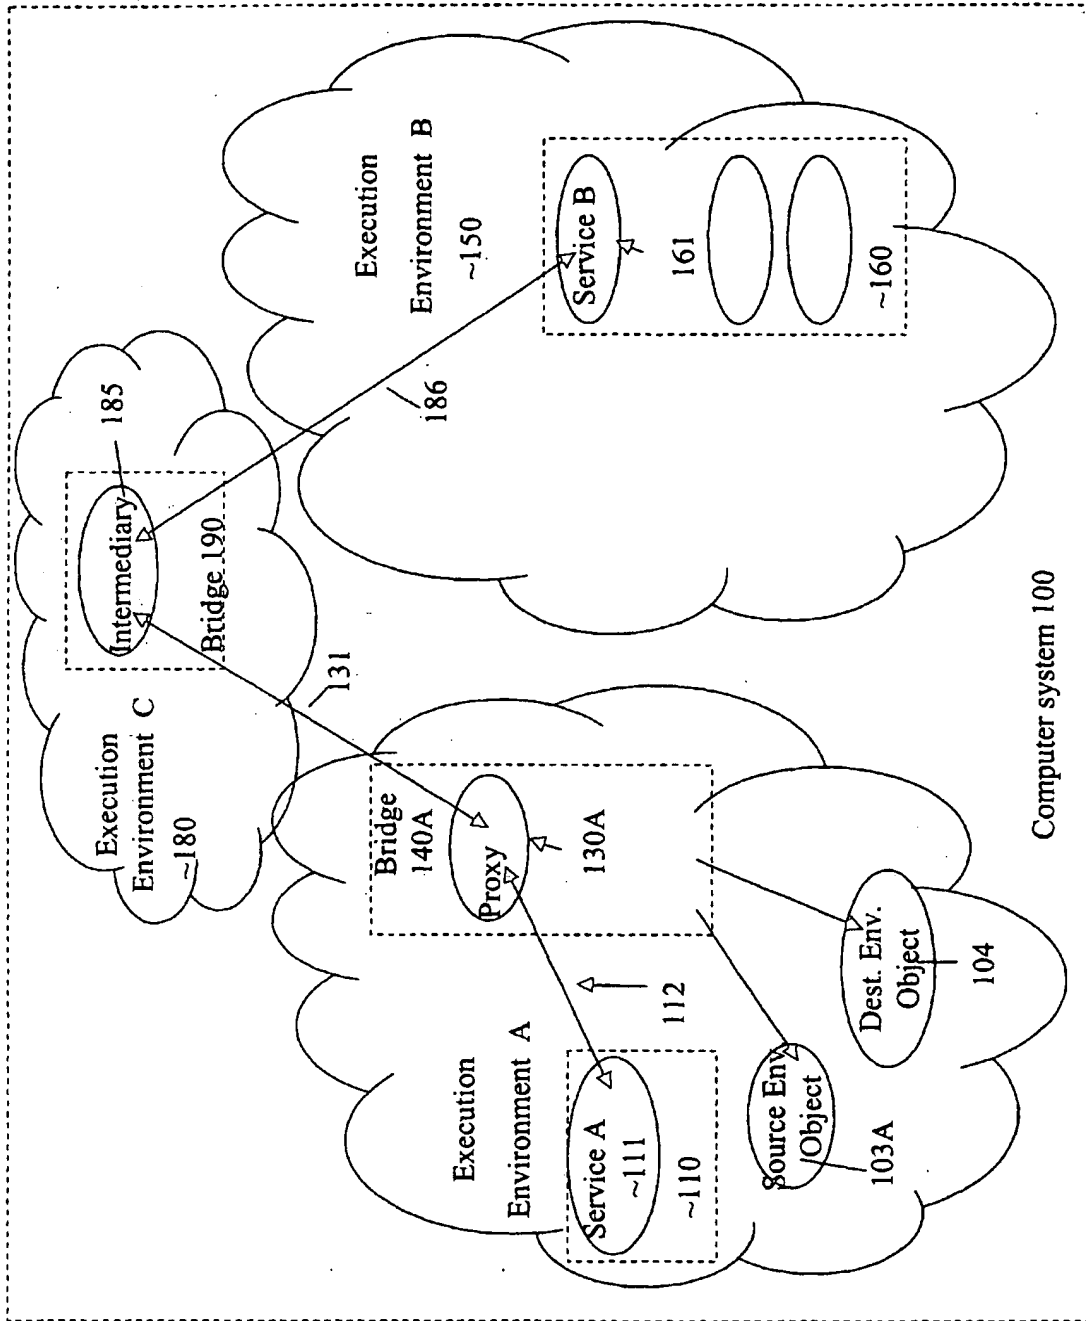 Execution
Environment C
~180
Intermediary
185
Bridge 190
131
186
Execution
Environment B
~150
Service B
161
~160
Execution
Environment A
Service A
~111
~110
112
Bridge
140A
Proxy
130A
Source Env
Object
103A
Dest. Env.
Object
104
Computer system 100